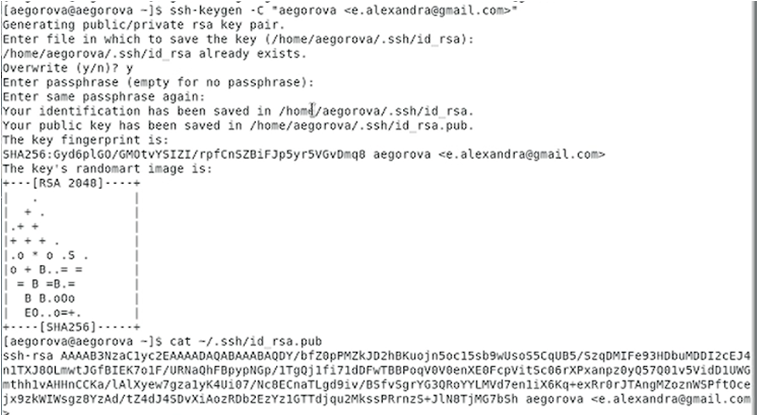 [aegorova@aegorova ~]$ ssh-keygen -C "aegorova <e.alexandra@gmail.com>"
Generating public/private rsa key pair.
Enter file in which to save the key (/home/aegorova/.ssh/id_rsa):
/home/aegorova/.ssh/id_rsa already exists.
Overwrite (y/n)? y
Enter passphrase (empty for no passphrase):
Enter same passphrase again:
Your identification has been saved in /home/aegorova/.ssh/id_rsa.
Your public key has been saved in /home/aegorova/.ssh/id_rsa.pub.
The key fingerprint is:
SHA256:Gyd6plGO/GMOtvYSIZI/rpfCnSZBiFJp5yr5VGvDmq8 aegorova <e.alexandra@gmail.com>
The key's randomart image is:
+---[RSA 2048]----+
|   .             |
|  + .            |
|.+ +             |
|+ + + .          |
|.o * o .S .      |
|o + B..= =       |
| = B =B.=        |
|  B B.oOo        |
|  EO..o=+.       |
+----[SHA256]-----+
[aegorova@aegorova ~]$ cat ~/.ssh/id_rsa.pub
ssh-rsa AAAAB3NzaC1yc2EAAAADAQABAAABAQDY/bfZ0pPMZkJD2hBKuojn5oc15sb9wUsoS5CqUB5/SzqDMIFe93HDbuMDDI2cEJ4
n1TXJ8OLmwtJGfBIEK7o1F/URNaQhFBpypNGp/1TgQj1fi71dDFwTBBPoqV0V0enXE0FcpVitSc06rXPxanpz0yQ57Q01v5VidD1UWG
mthh1vAHHnCCKa/lAlXyew7gza1yK4Ui07/Nc8ECnaTLgd9iv/BSfvSgrYG3QRoYYLMVd7en1iX6Kq+exRr0rJTAngMZoznWSPftOce
jx9zkWIWsgz8YzAd/tZ4dJ4SDvXiAozRDb2EzYz1GTTdjqu2MkssPRrnzS+JlN8TjMG7bSh aegorova <e.alexandra@gmail.com
>